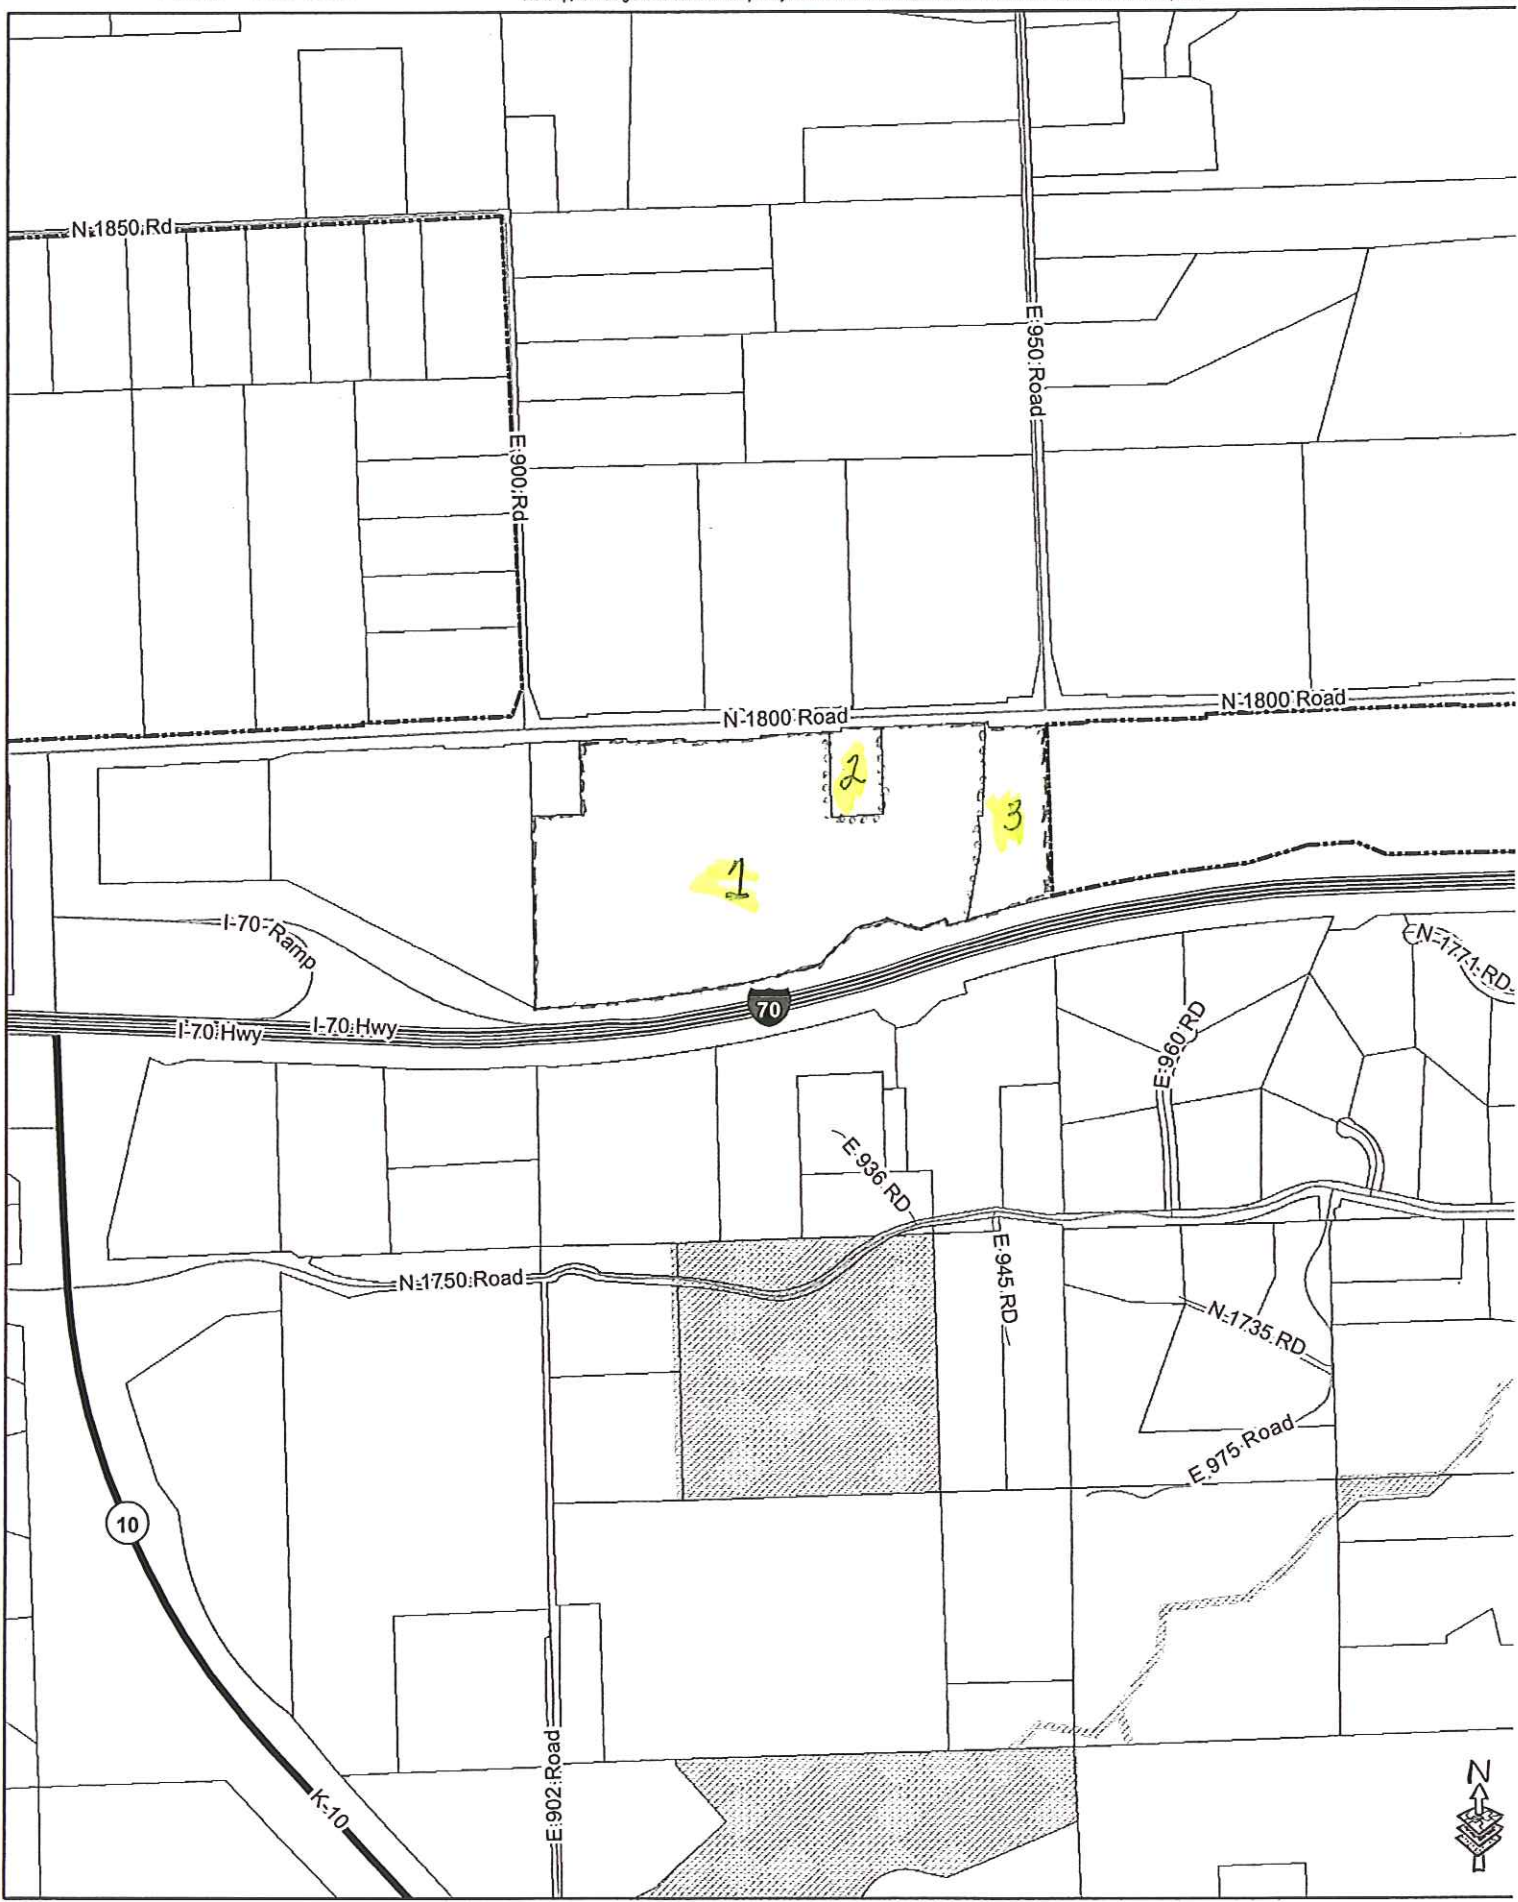 N 1850 Rd
E 950 Road
E 900 Rd
N 1800 Road
N 1800 Road
2
3
1
I-70 Ramp
N 1771 RD
70
I-70 Hwy
I-70 Hwy
E 960 RD
E 936 RD
E 945 RD
N 1750 Road
N 1735 RD
E 975 Road
10
E 902 Road
K-10
N